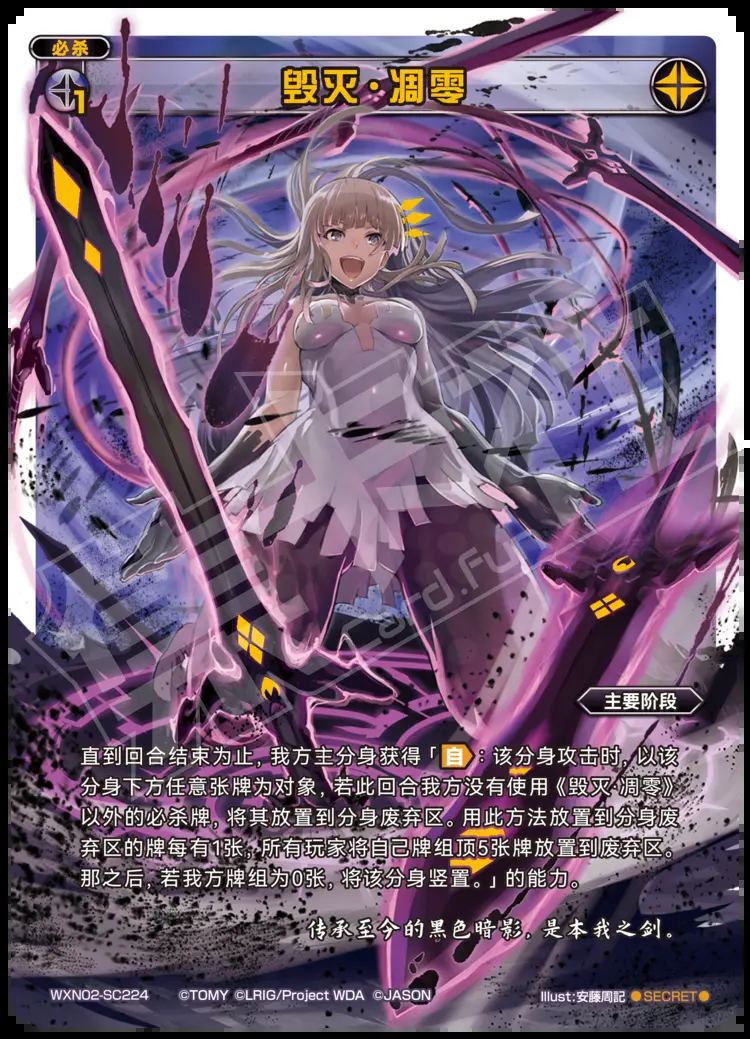 必杀
1
毁灭·凋零
主要阶段
直到回合结束为止，我方主分身获得「自：该分身攻击时，以该
分身下方任意张牌为对象，若此回合我方没有使用《毁灭·凋零》
以外的必杀牌，将其放置到分身废弃区。用此方法放置到分身废
弃区的牌每有1张，所有玩家将自己牌组顶5张牌放置到废弃区。
那之后，若我方牌组为0张，将该分身竖置。」的能力。
传承至今的黑色暗影，是本我之剑。
WXN02-SC224 ©TOMY ©LRIG/Project WDA ©JASON Illust:安藤周記 ●SECRET●